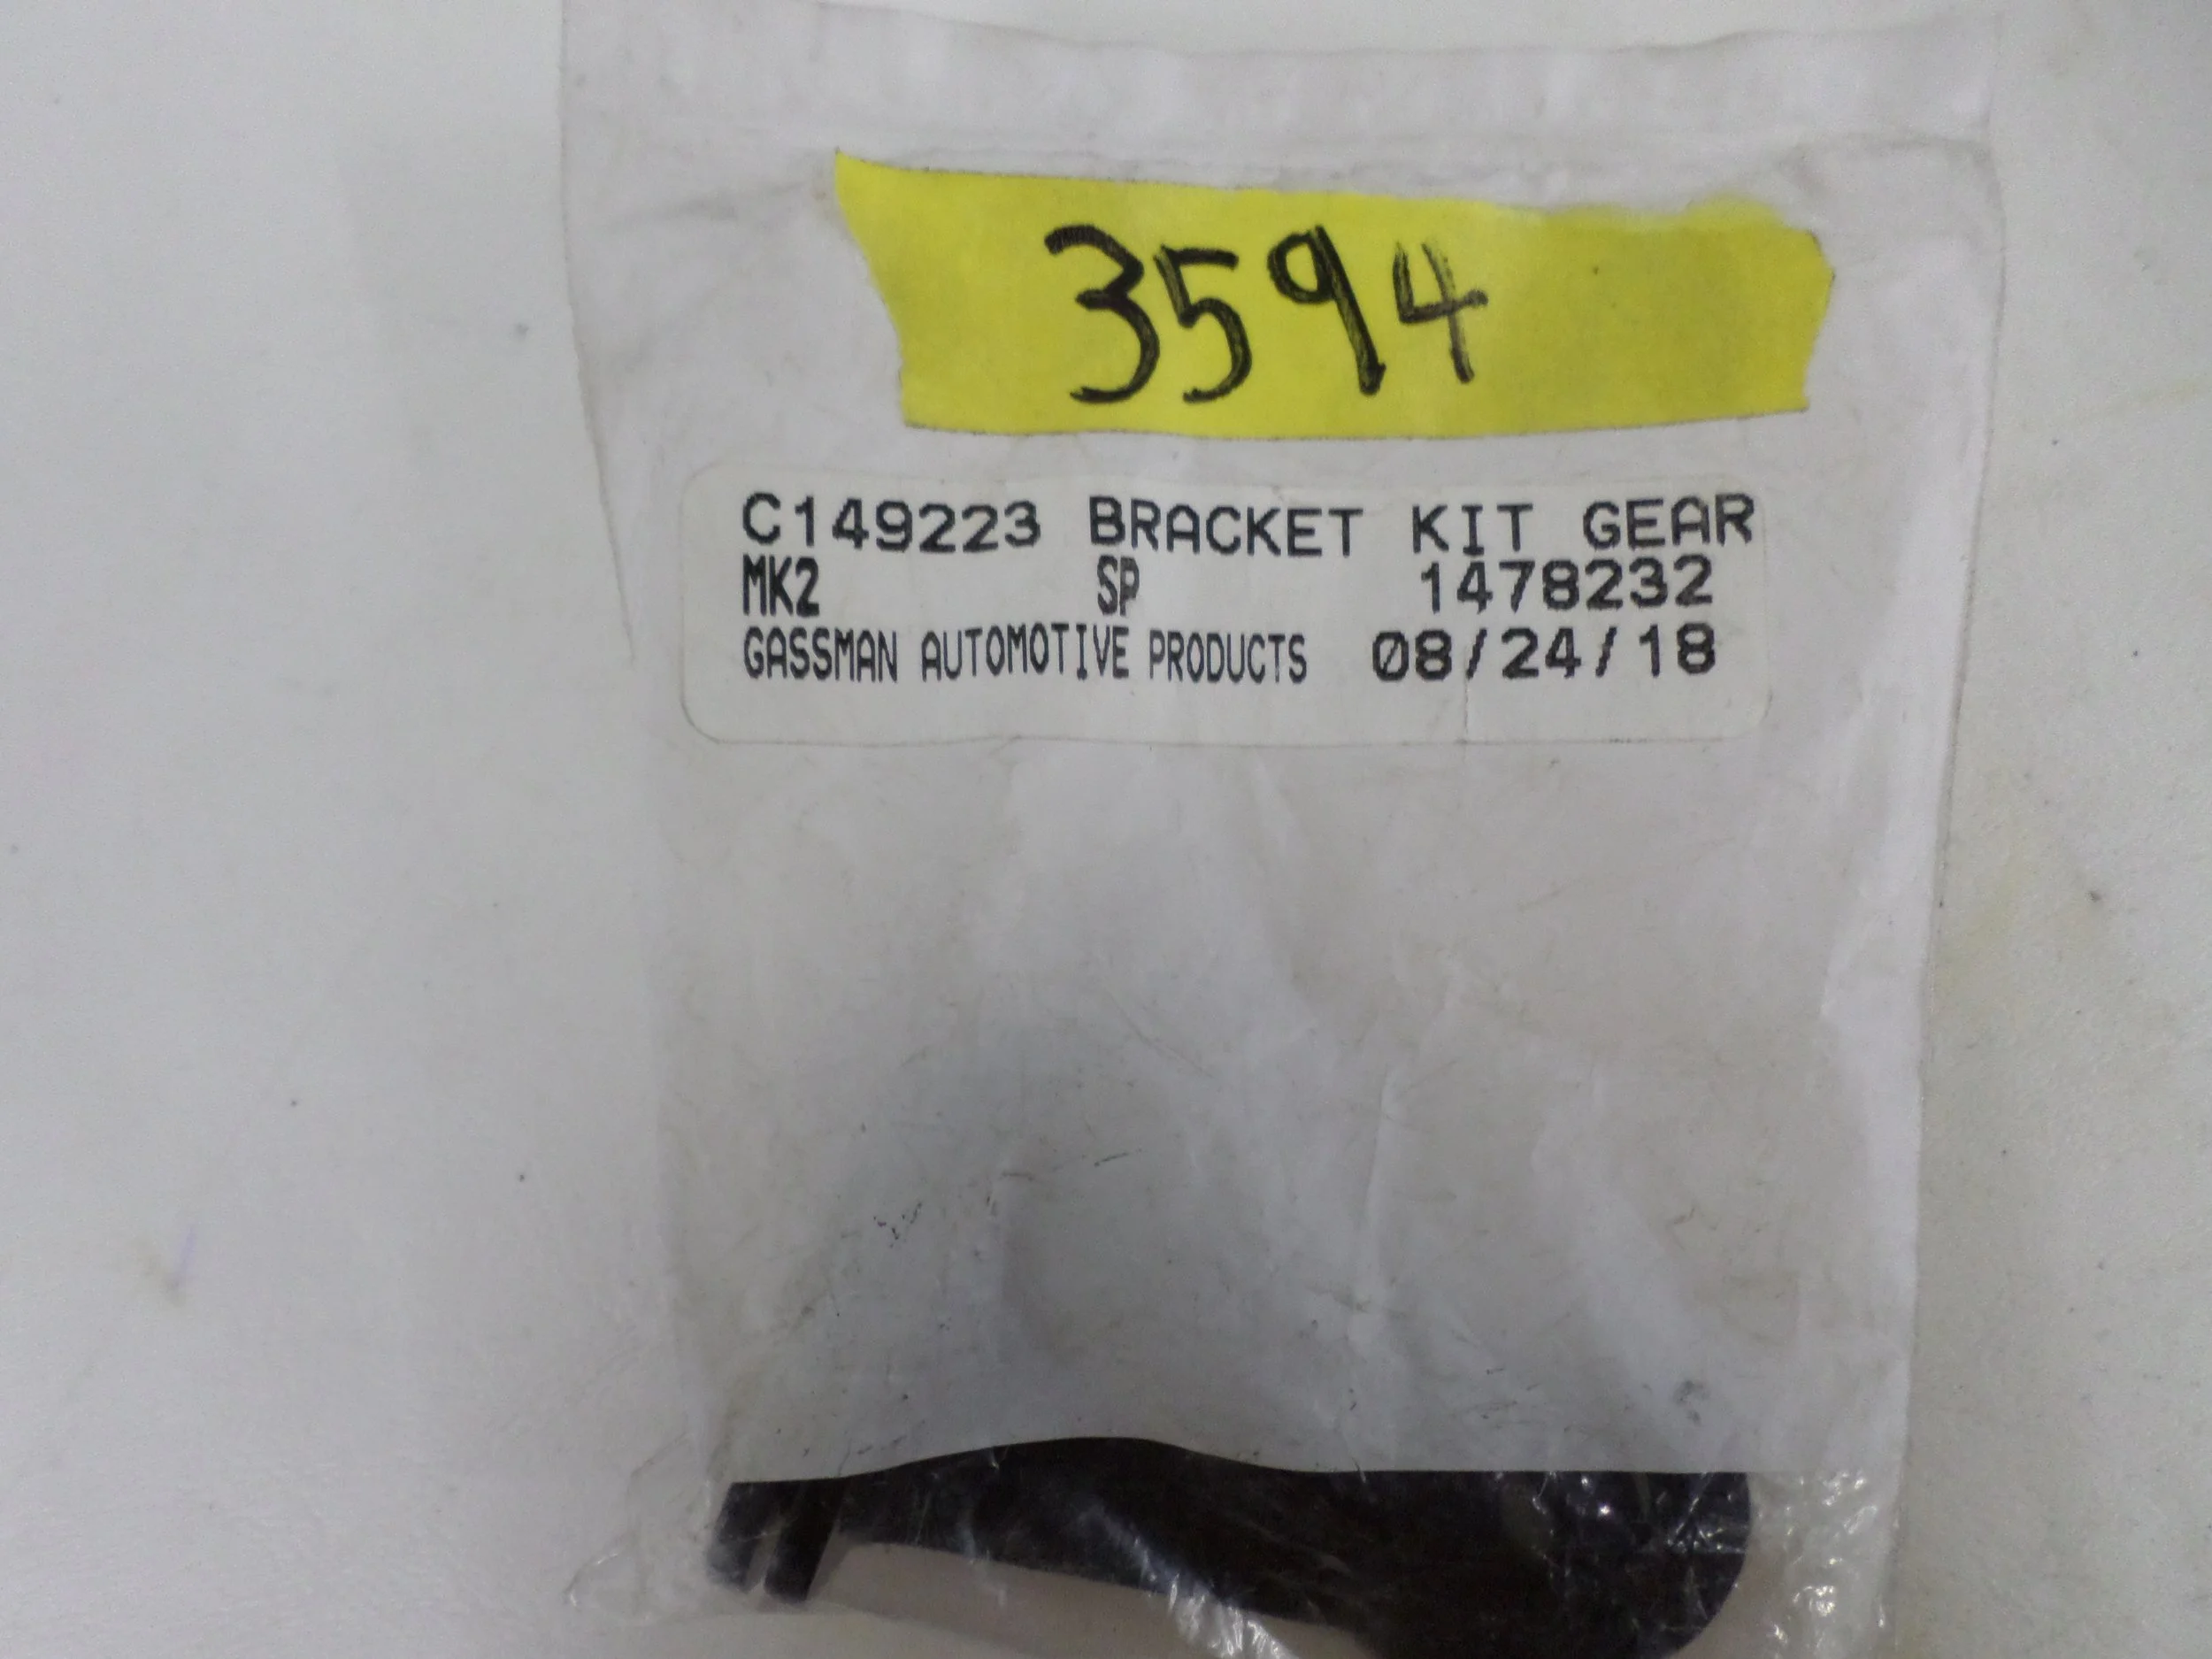 3594
C149223 BRACKET KIT GEAR
MK2 SP 1478232
GASSMAN AUTOMOTIVE PRODUCTS 08/24/18